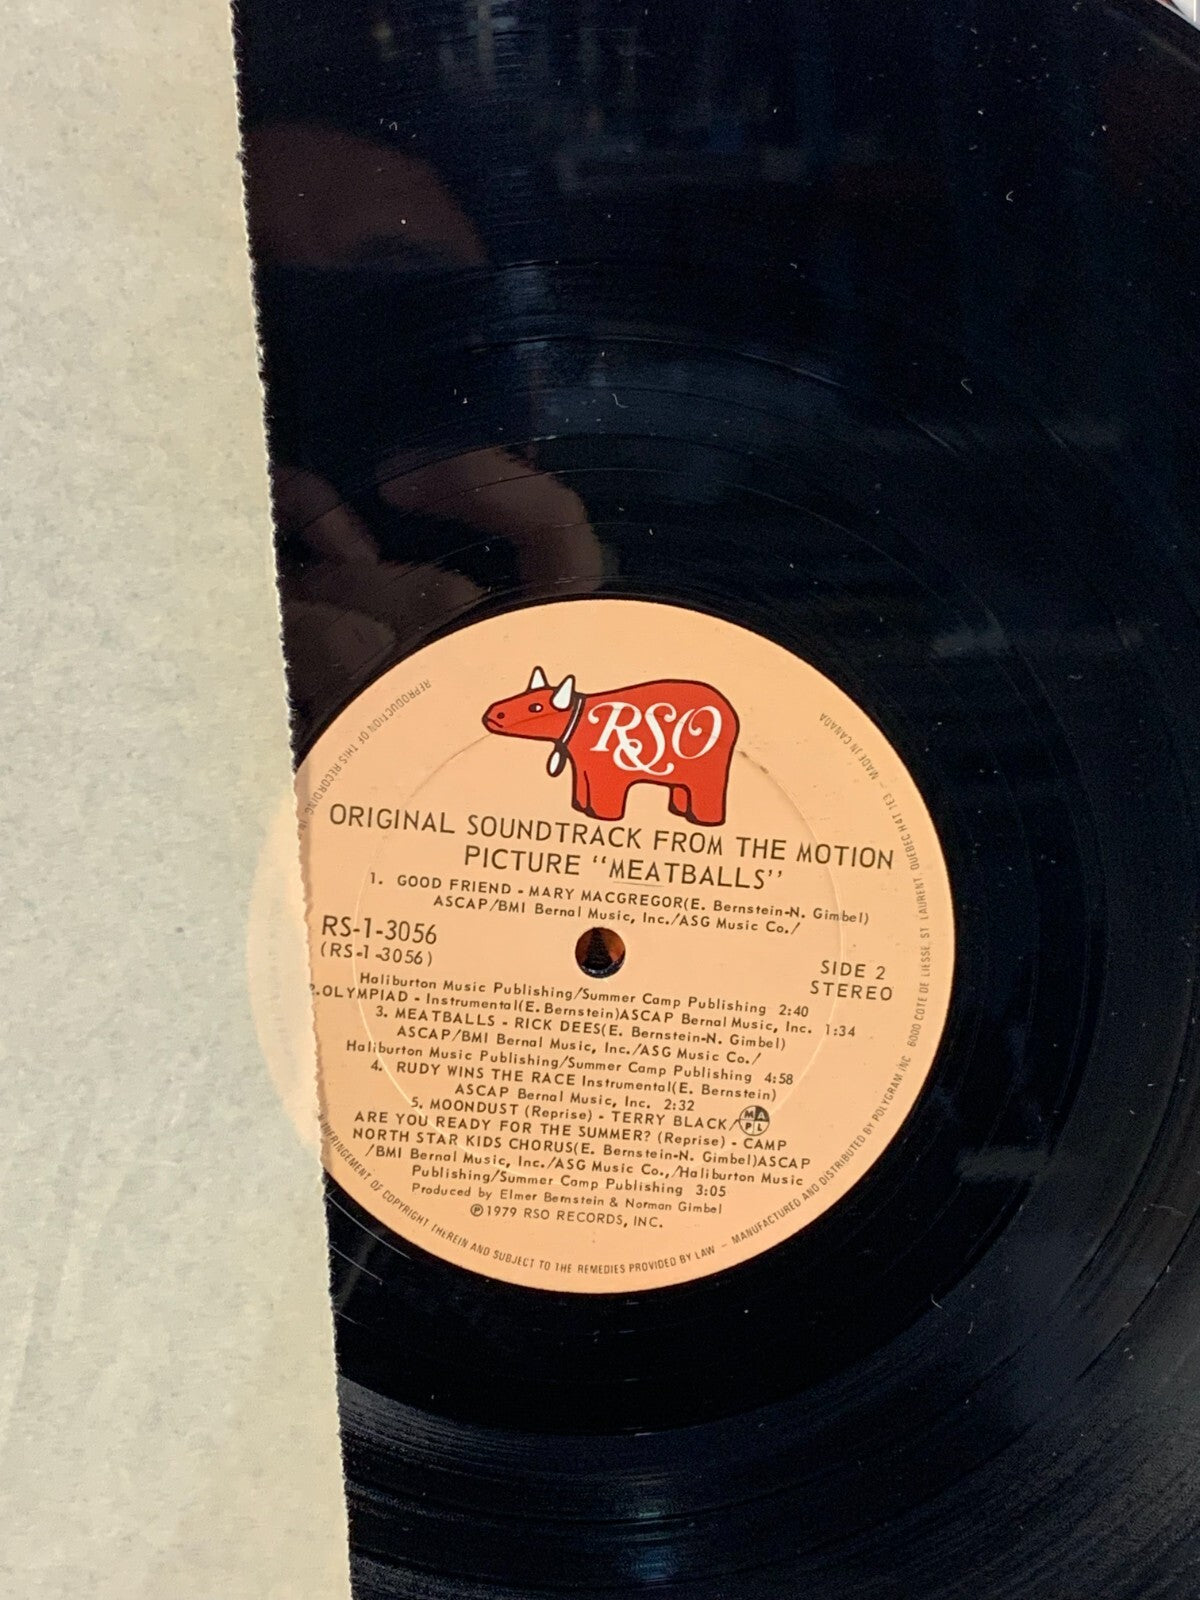 RSO
ORIGINAL SOUNDTRACK FROM THE MOTION
PICTURE "MEATBALLS"
1. GOOD FRIEND - MARY MACGREGOR(E. Bernstein-N. Gimbel)
ASCAP/BMI Bernal Music, Inc./ASG Music Co./
RS-1-3056
(RS-1-3056)
SIDE 2
STEREO
Haliburton Music Publishing/Summer Camp Publishing 2:40
2.OLYMPIAD - Instrumental(E. Bernstein)ASCAP Bernal Music, Inc. 1:34
3. MEATBALLS - RICK DEES(E. Bernstein-N. Gimbel)
ASCAP/BMI Bernal Music, Inc./ASG Music Co./
Haliburton Music Publishing/Summer Camp Publishing 4:58
4. RUDY WINS THE RACE Instrumental(E. Bernstein)
ASCAP Bernal Music, Inc. 2:32
5. MOONDUST (Reprise) - TERRY BLACK/ MAPL
ARE YOU READY FOR THE SUMMER? (Reprise) - CAMP
NORTH STAR KIDS CHORUS(E. Bernstein-N. Gimbel)ASCAP
/BMI Bernal Music, Inc./ASG Music Co.,/Haliburton Music
Publishing/Summer Camp Publishing 3:05
Produced by Elmer Bernstein & Norman Gimbel
℗1979 RSO RECORDS, INC.
REPRODUCTION OF THIS RECORDING
INFRINGEMENT OF COPYRIGHT THEREIN AND SUBJECT TO THE REMEDIES PROVIDED BY LAW - MANUFACTURED AND DISTRIBUTED BY POLYGRAM INC 6000 COTE DE LIESSE, ST LAURENT QUEBEC H4T 1E3 - MADE IN CANADA